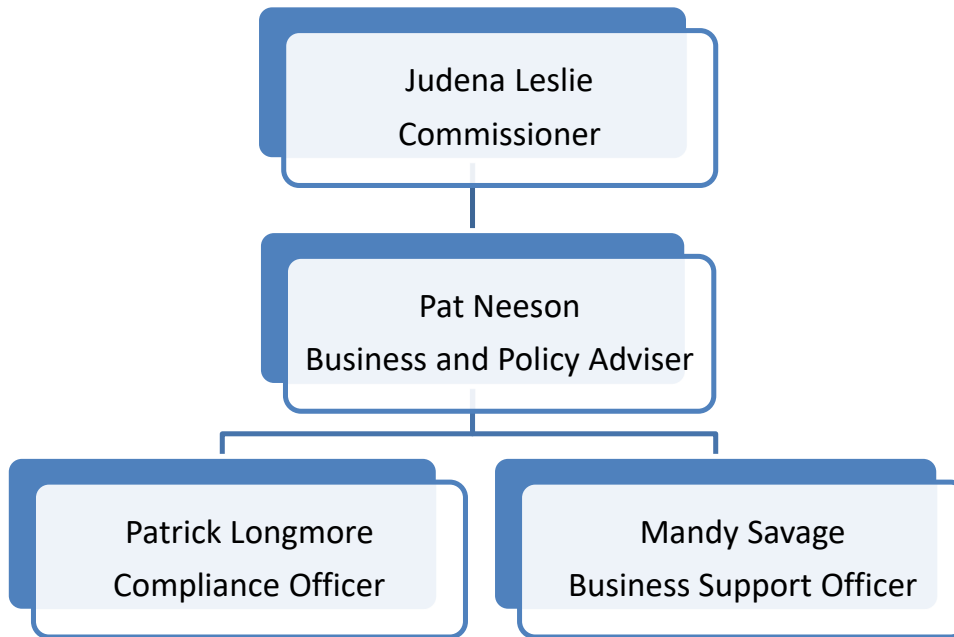 Judena Leslie
Commissioner
Pat Neeson
Business and Policy Adviser
Patrick Longmore
Compliance Officer
Mandy Savage
Business Support Officer